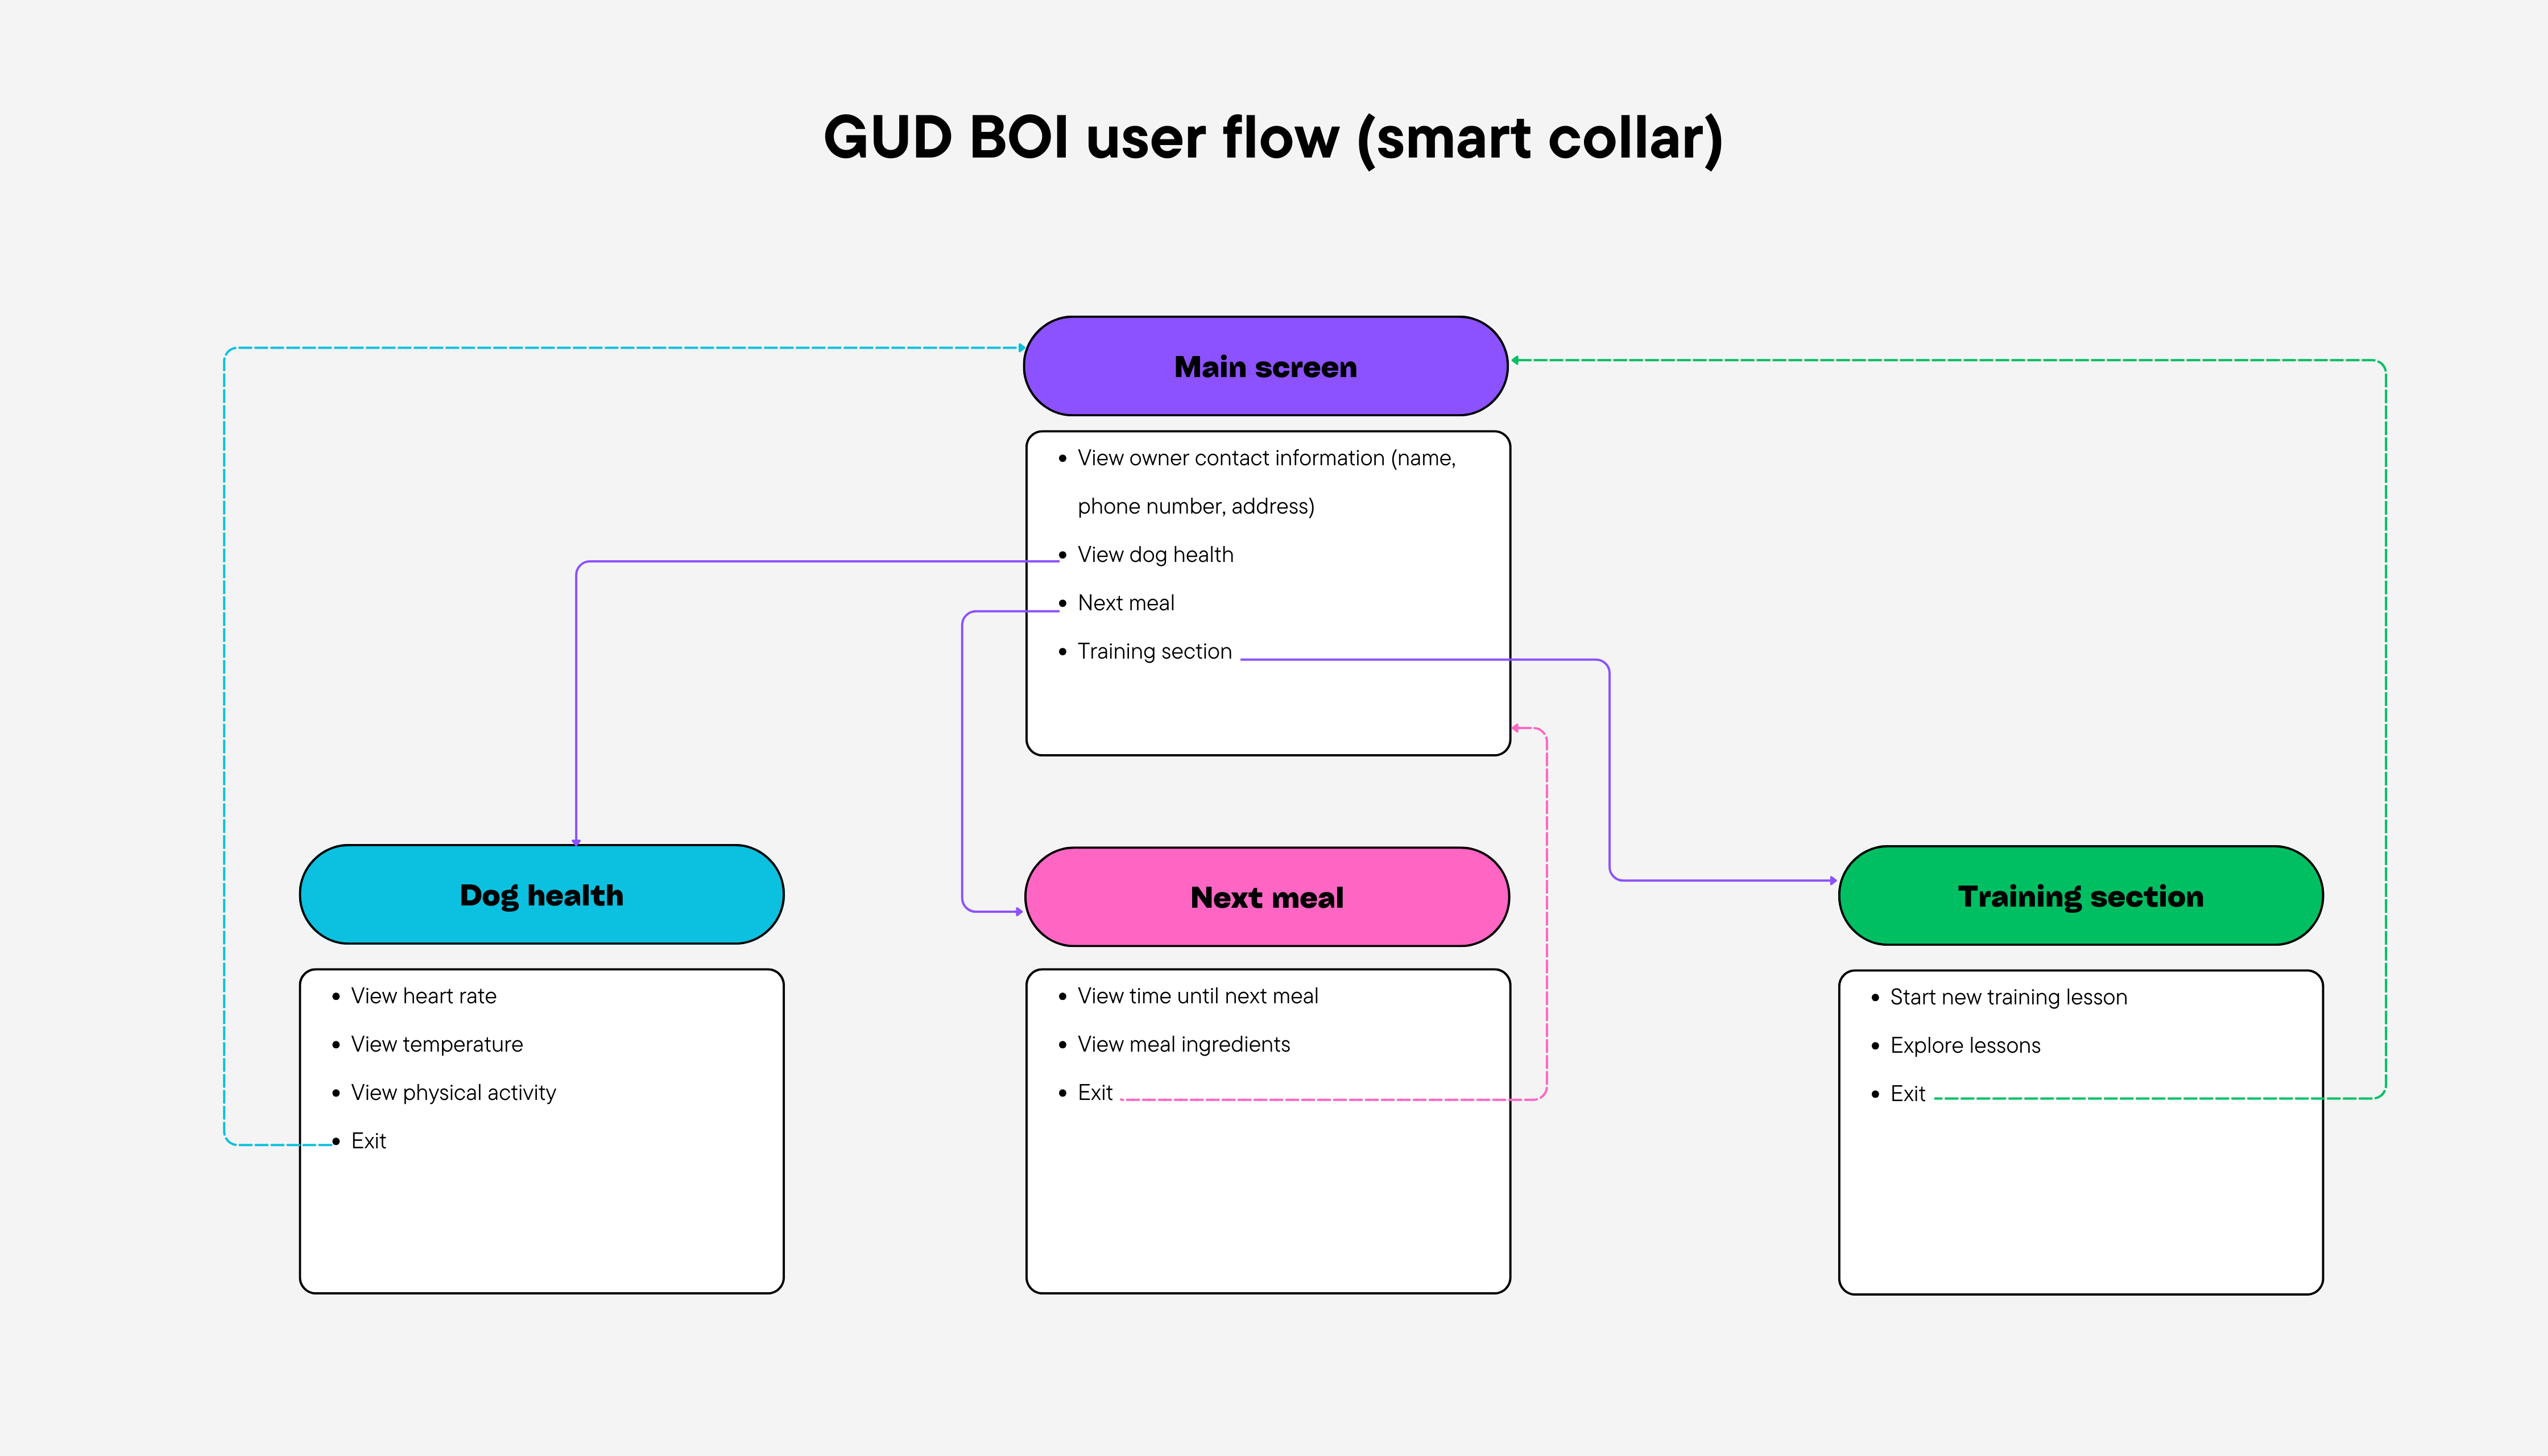 GUD BOI user flow (smart collar)
Main screen
• View owner contact information (name,
phone number, address)
• View dog health
• Next meal
• Training section
Dog health
• View heart rate
• View temperature
• View physical activity
• Exit
Next meal
• View time until next meal
• View meal ingredients
• Exit
Training section
• Start new training lesson
• Explore lessons
• Exit